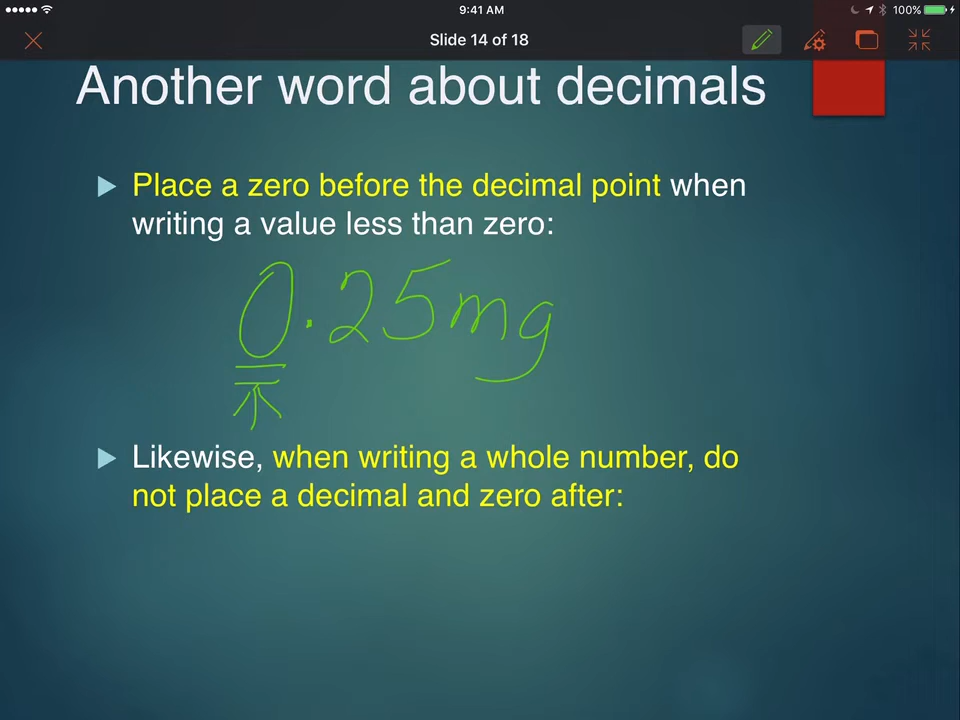 9:41 AM
100%
Slide 14 of 18
Another word about decimals
Place a zero before the decimal point when
writing a value less than zero:
0.25mg
Likewise, when writing a whole number, do
not place a decimal and zero after: